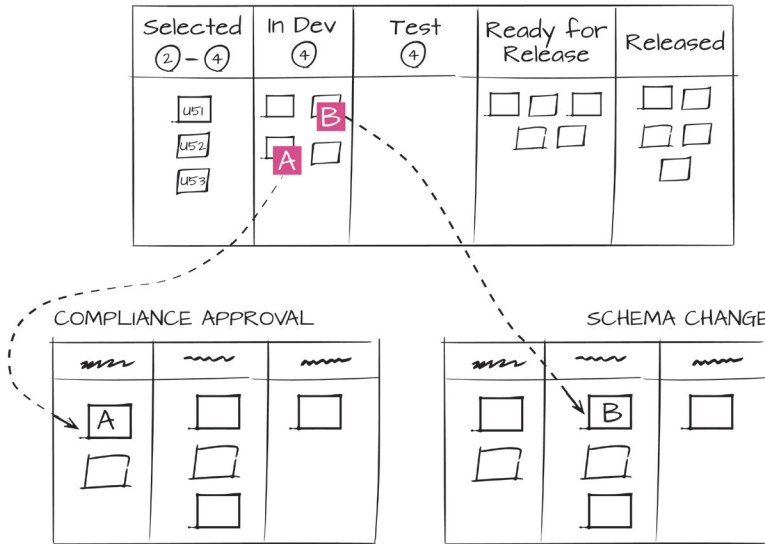 Selected
2 - 4
In Dev
4
Test
4
Ready for
Release
Released
U51
U52
U53
B
A
COMPLIANCE APPROVAL
SCHEMA CHANGE
A
B